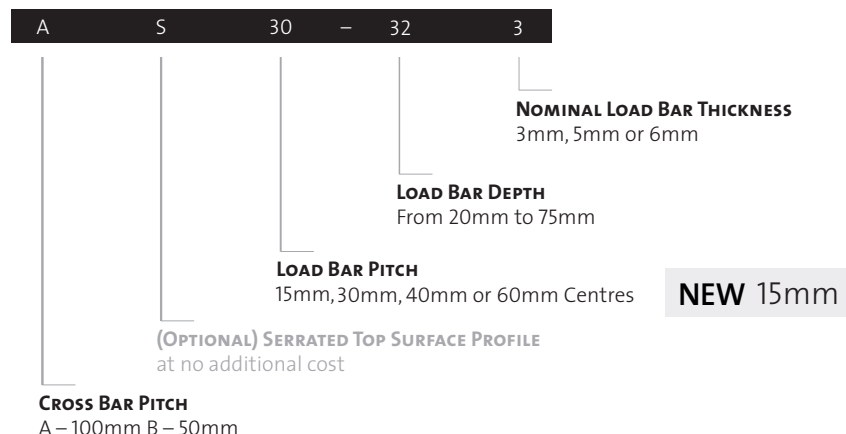 A S 30 – 32 3
NOMINAL LOAD BAR THICKNESS
3mm, 5mm or 6mm
LOAD BAR DEPTH
From 20mm to 75mm
LOAD BAR PITCH
15mm, 30mm, 40mm or 60mm Centres
NEW 15mm
(OPTIONAL) SERRATED TOP SURFACE PROFILE
at no additional cost
CROSS BAR PITCH
A – 100mm B – 50mm